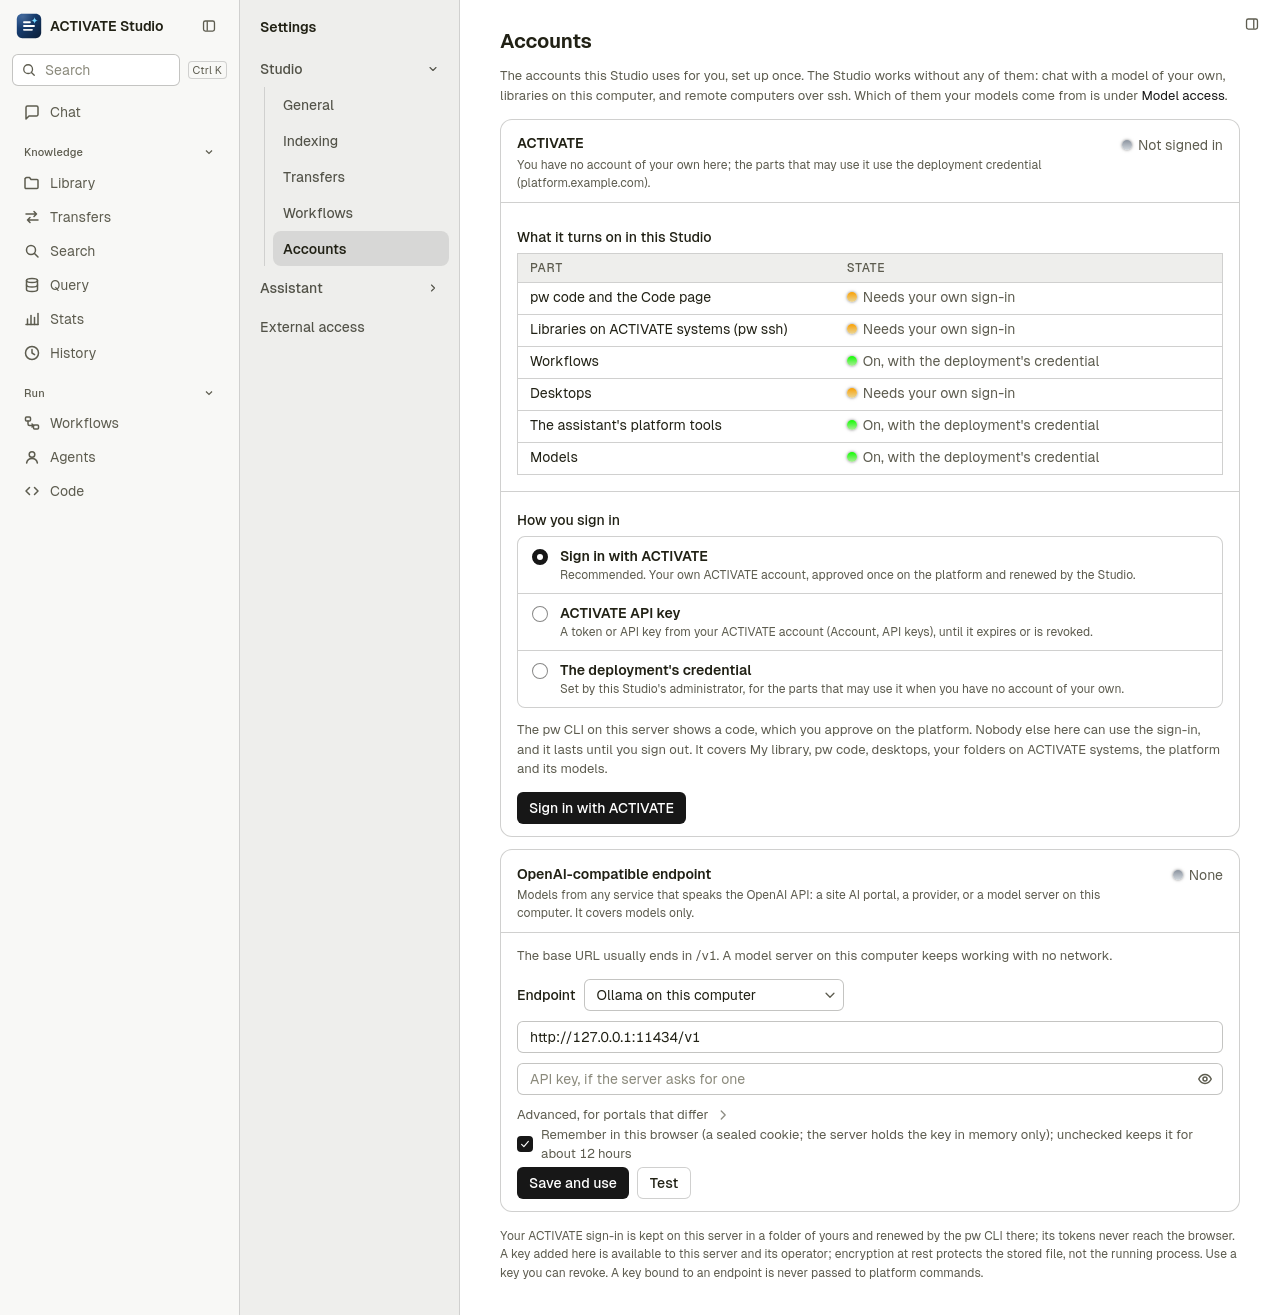 ACTIVATE Studio
Search
Ctrl K
Chat
Knowledge
Library
Transfers
Search
Query
Stats
History
Run
Workflows
Agents
Code
Settings
Studio
General
Indexing
Transfers
Workflows
Accounts
Assistant
External access
Accounts
The accounts this Studio uses for you, set up once. The Studio works without any of them: chat with a model of your own,
libraries on this computer, and remote computers over ssh. Which of them your models come from is under Model access.
ACTIVATE
Not signed in
You have no account of your own here; the parts that may use it use the deployment credential
(platform.example.com).
What it turns on in this Studio
PART STATE
pw code and the Code page Needs your own sign-in
Libraries on ACTIVATE systems (pw ssh) Needs your own sign-in
Workflows On, with the deployment's credential
Desktops Needs your own sign-in
The assistant's platform tools On, with the deployment's credential
Models On, with the deployment's credential
How you sign in
Sign in with ACTIVATE
Recommended. Your own ACTIVATE account, approved once on the platform and renewed by the Studio.
ACTIVATE API key
A token or API key from your ACTIVATE account (Account, API keys), until it expires or is revoked.
The deployment's credential
Set by this Studio's administrator, for the parts that may use it when you have no account of your own.
The pw CLI on this server shows a code, which you approve on the platform. Nobody else here can use the sign-in,
and it lasts until you sign out. It covers My library, pw code, desktops, your folders on ACTIVATE systems, the platform
and its models.
Sign in with ACTIVATE
OpenAI-compatible endpoint
None
Models from any service that speaks the OpenAI API: a site AI portal, a provider, or a model server on this
computer. It covers models only.
The base URL usually ends in /v1. A model server on this computer keeps working with no network.
Endpoint Ollama on this computer
http://127.0.0.1:11434/v1
API key, if the server asks for one
Advanced, for portals that differ
Remember in this browser (a sealed cookie; the server holds the key in memory only); unchecked keeps it for
about 12 hours
Save and use Test
Your ACTIVATE sign-in is kept on this server in a folder of yours and renewed by the pw CLI there; its tokens never reach the browser.
A key added here is available to this server and its operator; encryption at rest protects the stored file, not the running process. Use a
key you can revoke. A key bound to an endpoint is never passed to platform commands.